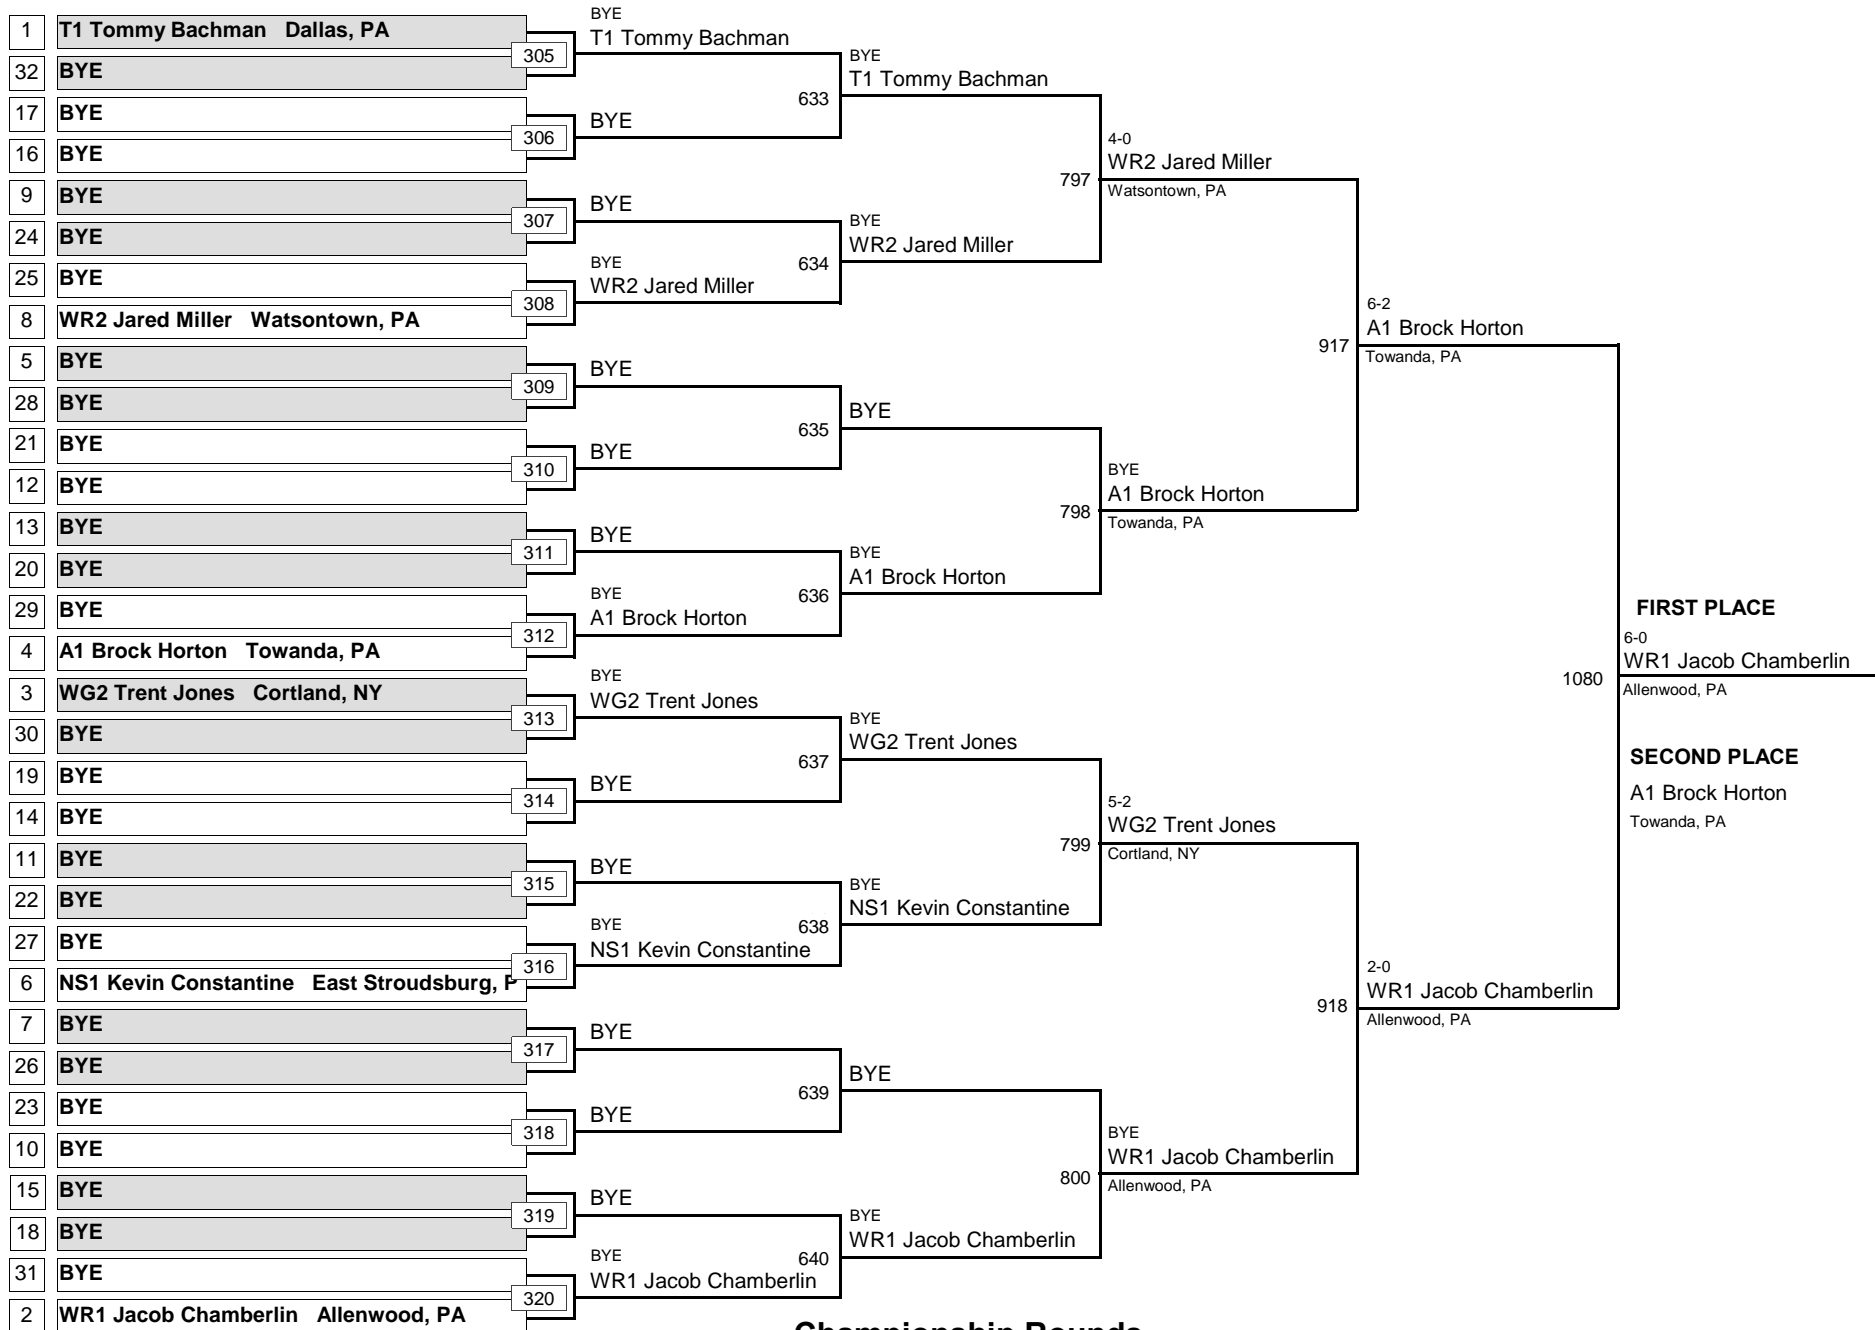 1 T1 Tommy Bachman Dallas, PA
305
32 BYE
17 BYE
306
16 BYE
9 BYE
307
24 BYE
25 BYE
308
8 WR2 Jared Miller Watsontown, PA
5 BYE
309
28 BYE
21 BYE
310
12 BYE
13 BYE
311
20 BYE
29 BYE
312
4 A1 Brock Horton Towanda, PA
3 WG2 Trent Jones Cortland, NY
313
30 BYE
19 BYE
314
14 BYE
11 BYE
315
22 BYE
27 BYE
316
6 NS1 Kevin Constantine East Stroudsburg, P
7 BYE
317
26 BYE
23 BYE
318
10 BYE
15 BYE
319
18 BYE
31 BYE
320
2 WR1 Jacob Chamberlin Allenwood, PA
BYE
T1 Tommy Bachman
633
BYE
BYE
634
BYE
WR2 Jared Miller
BYE
635
BYE
BYE
636
BYE
A1 Brock Horton
BYE
WG2 Trent Jones
637
BYE
BYE
638
BYE
NS1 Kevin Constantine
BYE
639
BYE
BYE
640
BYE
WR1 Jacob Chamberlin
BYE
T1 Tommy Bachman
797
BYE
WR2 Jared Miller
BYE
798
BYE
A1 Brock Horton
BYE
WG2 Trent Jones
799
BYE
NS1 Kevin Constantine
BYE
800
BYE
WR1 Jacob Chamberlin
4-0
WR2 Jared Miller
Watsontown, PA
917
BYE
A1 Brock Horton
Towanda, PA
5-2
WG2 Trent Jones
Cortland, NY
918
BYE
WR1 Jacob Chamberlin
Allenwood, PA
6-2
A1 Brock Horton
Towanda, PA
1080
2-0
WR1 Jacob Chamberlin
Allenwood, PA
FIRST PLACE
6-0
WR1 Jacob Chamberlin
Allenwood, PA
SECOND PLACE
A1 Brock Horton
Towanda, PA
Championship Rounds